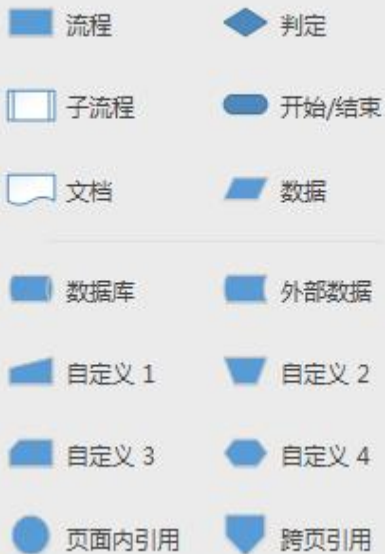 流程
判定
子流程
开始/结束
文档
数据
数据库
外部数据
自定义 1
自定义 2
自定义 3
自定义 4
页面内引用
跨页引用